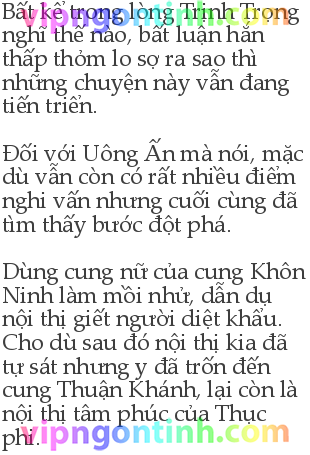 Bất kể trong lòng Trịnh Trọng
nghĩ thế nào, bất luận hắn
thấp thỏm lo sợ ra sao thì
những chuyện này vẫn đang
tiến triển.
Đối với Uông Ấn mà nói, mặc
dù vẫn còn có rất nhiều điểm
nghi vấn nhưng cuối cùng đã
tìm thấy bước đột phá.
Dùng cung nữ của cung Khôn
Ninh làm mồi nhử, dẫn dụ
nội thị giết người diệt khẩu.
Cho dù sau đó nội thị kia đã
tự sát nhưng y đã trốn đến
cung Thuận Khánh, lại còn là
nội thị tâm phúc của Thục
phi.
vipngontinh.com
vipngontinh.com